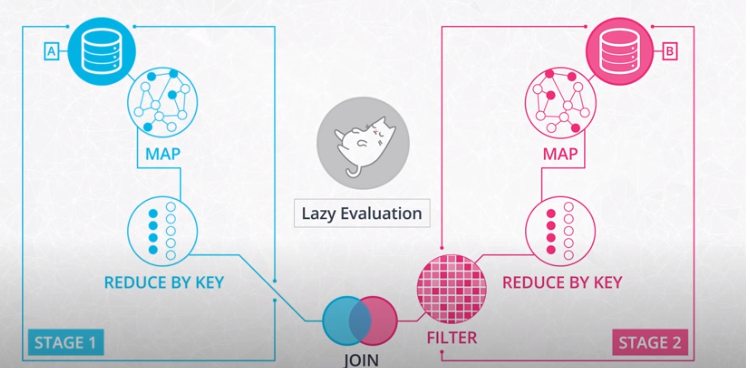 A
B
MAP
MAP
Lazy Evaluation
REDUCE BY KEY
REDUCE BY KEY
FILTER
STAGE 1
STAGE 2
JOIN